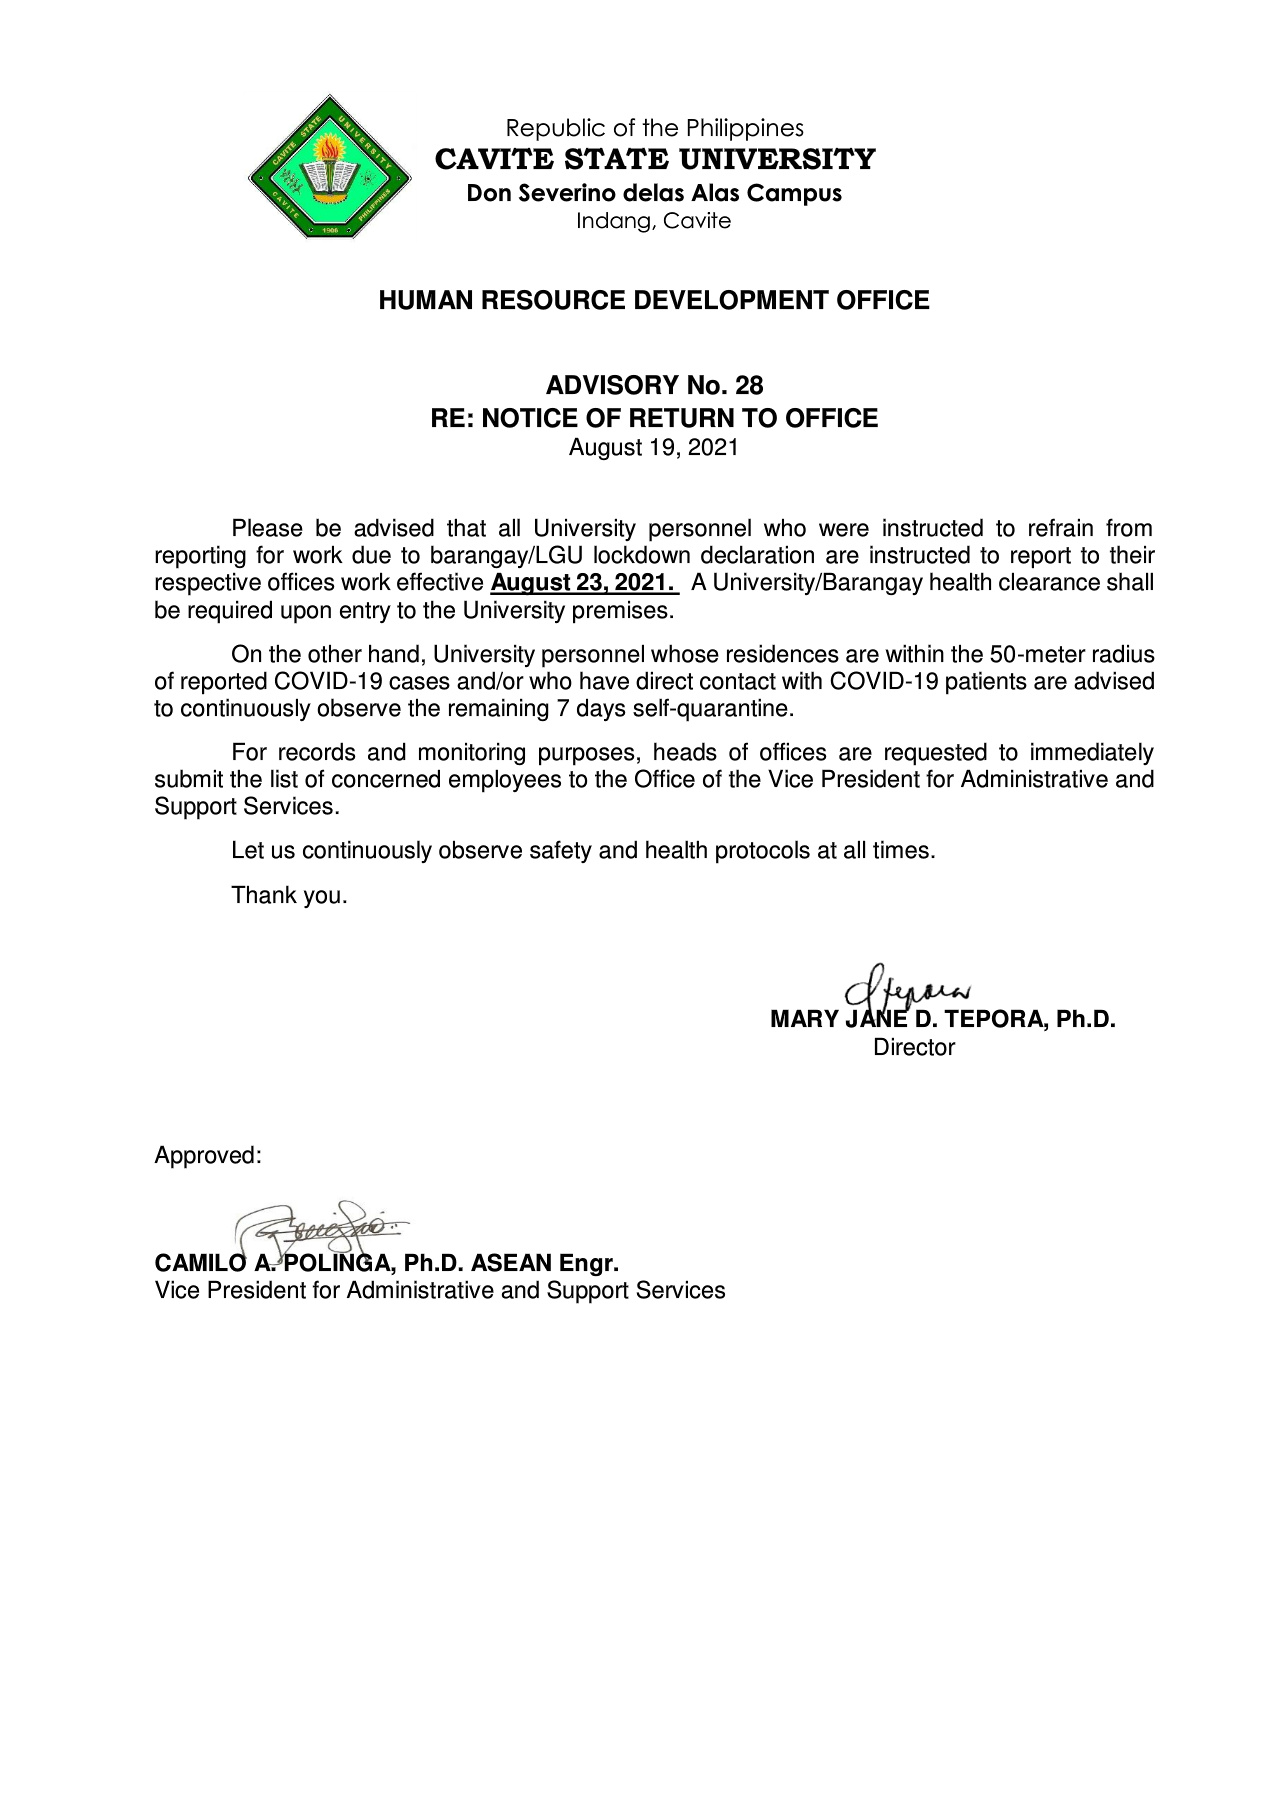 Republic of the Philippines
CAVITE STATE UNIVERSITY
Don Severino delas Alas Campus
Indang, Cavite
CAVITE STATE UNIVERSITY
CAVITE PHILIPPINES
1906
HUMAN RESOURCE DEVELOPMENT OFFICE
ADVISORY No. 28
RE: NOTICE OF RETURN TO OFFICE
August 19, 2021
Please be advised that all University personnel who were instructed to refrain from
reporting for work due to barangay/LGU lockdown declaration are instructed to report to their
respective offices work effective August 23, 2021. A University/Barangay health clearance shall
be required upon entry to the University premises.
On the other hand, University personnel whose residences are within the 50-meter radius
of reported COVID-19 cases and/or who have direct contact with COVID-19 patients are advised
to continuously observe the remaining 7 days self-quarantine.
For records and monitoring purposes, heads of offices are requested to immediately
submit the list of concerned employees to the Office of the Vice President for Administrative and
Support Services.
Let us continuously observe safety and health protocols at all times.
Thank you.
MARY JANE D. TEPORA, Ph.D.
Director
Approved:
CAMILO A. POLINGA, Ph.D. ASEAN Engr.
Vice President for Administrative and Support Services